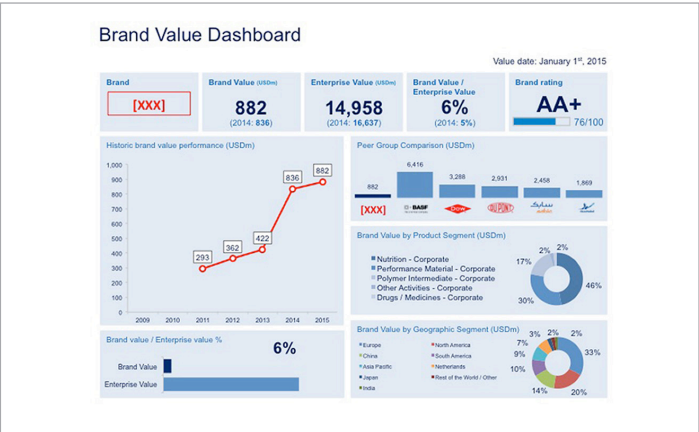 Brand Value Dashboard
Value date: January 1st, 2015
Brand
[XXX]
Brand Value (USDm)
882
(2014: 836)
Enterprise Value (USDm)
14,958
(2014: 16,637)
Brand Value /
Enterprise Value
6%
(2014: 5%)
Brand rating
AA+
76/100
Historic brand value performance (USDm)
1,000
900
800
700
600
500
400
300
200
100
0
293
362
422
836
882
2009 2010 2011 2012 2013 2014 2015
Peer Group Comparison (USDm)
882
6,416
3,288
2,931
2,458
1,869
[XXX]
BASF
Dow
DUPONT
سابك
Brand Value by Product Segment (USDm)
Nutrition - Corporate
Performance Material - Corporate
Polymer Intermediate - Corporate
Other Activities - Corporate
Drugs / Medicines - Corporate
2% 2%
17%
46%
30%
Brand value / Enterprise value %
6%
Brand Value
Enterprise Value
Brand Value by Geographic Segment (USDm)
Europe
North America
China
South America
Asia Pacific
Netherlands
Japan
Rest of the World / Other
India
3% 2% 2%
7%
33%
9%
10%
14%
20%